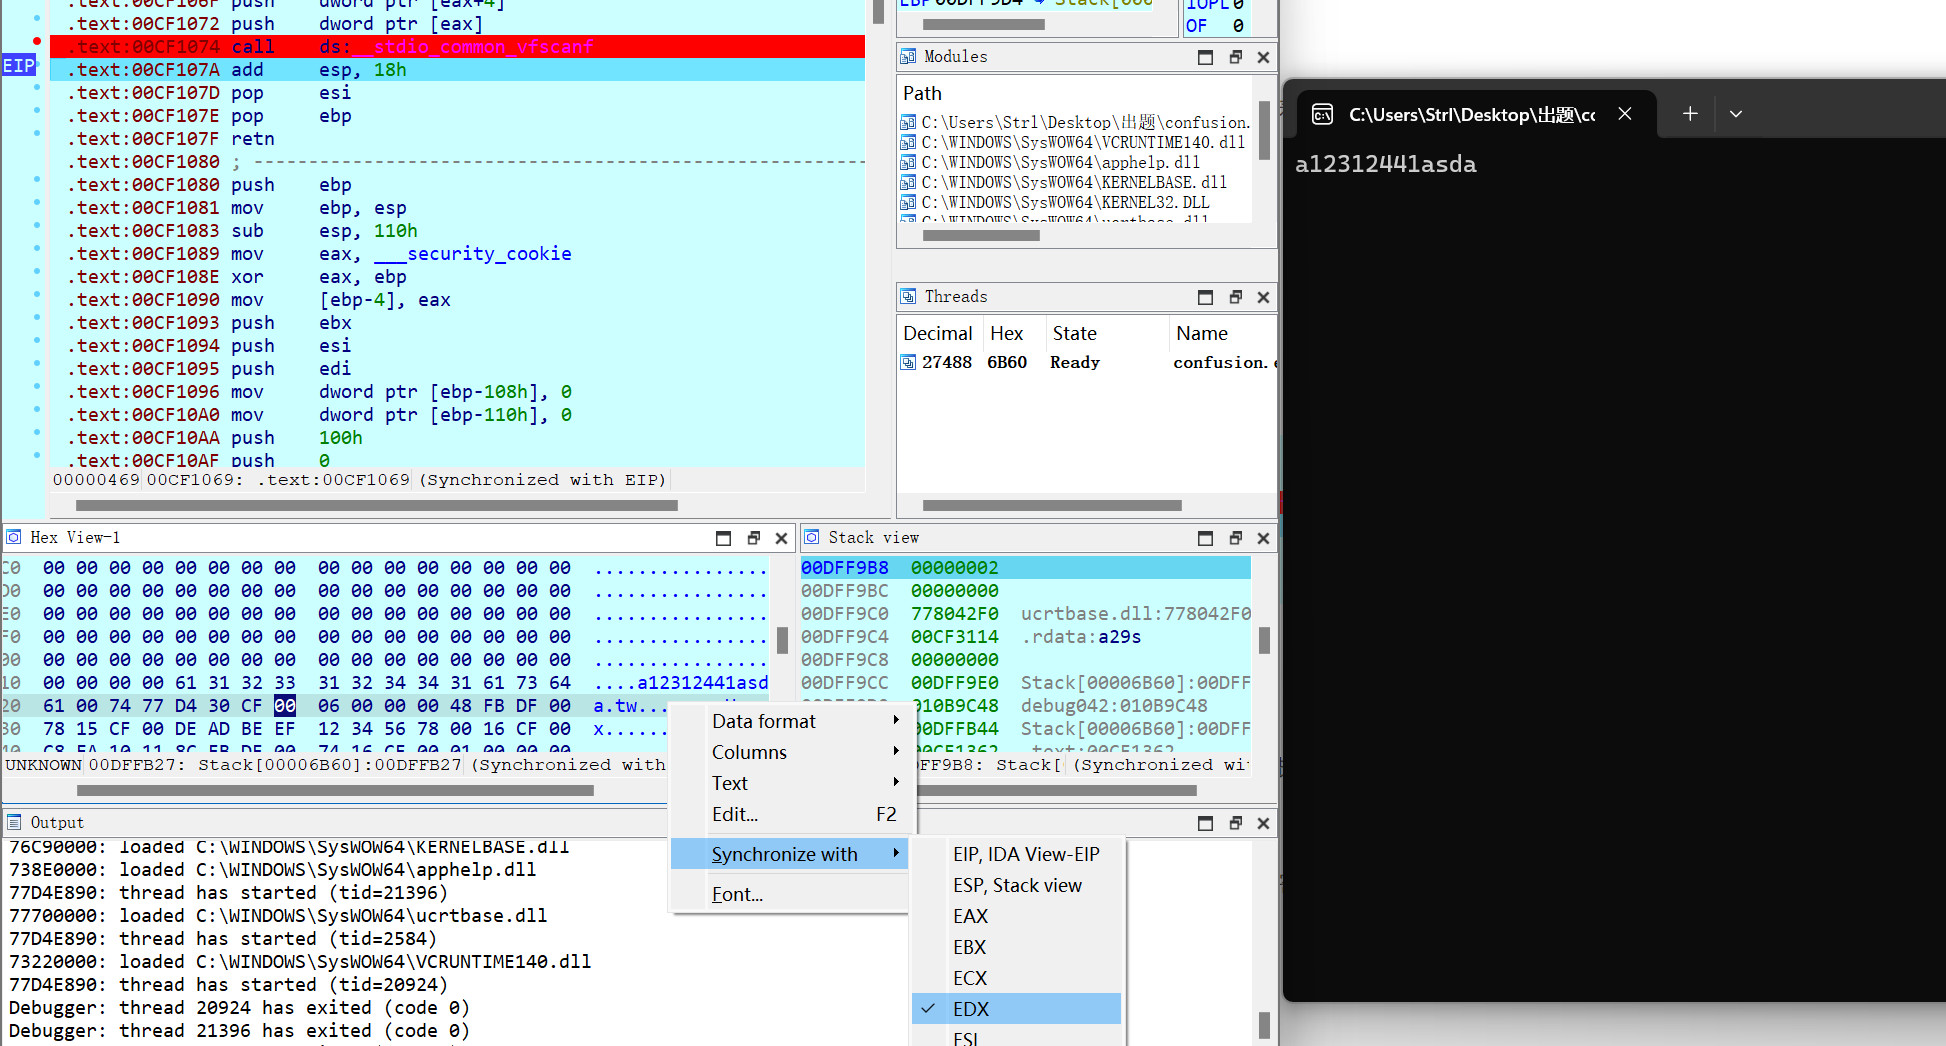 .text:00CF106F push    dword ptr [eax+4]
.text:00CF1072 push    dword ptr [eax]
.text:00CF1074 call    ds:__stdio_common_vfscanf
EIP .text:00CF107A add     esp, 18h
.text:00CF107D pop     esi
.text:00CF107E pop     ebp
.text:00CF107F retn
.text:00CF1080 ; --------------------------------------------------------
.text:00CF1080 push    ebp
.text:00CF1081 mov     ebp, esp
.text:00CF1083 sub     esp, 110h
.text:00CF1089 mov     eax, ___security_cookie
.text:00CF108E xor     eax, ebp
.text:00CF1090 mov     [ebp-4], eax
.text:00CF1093 push    ebx
.text:00CF1094 push    esi
.text:00CF1095 push    edi
.text:00CF1096 mov     dword ptr [ebp-108h], 0
.text:00CF10A0 mov     dword ptr [ebp-110h], 0
.text:00CF10AA push    100h
.text:00CF10AF push    0
00000469 00CF1069: .text:00CF1069 (Synchronized with EIP)
EBP 00DFF9D4 Stack[000
IOPL 0
OF 0
Modules
Path
C:\Users\Strl\Desktop\出题\confusion.
C:\WINDOWS\SysWOW64\VCRUNTIME140.dll
C:\WINDOWS\SysWOW64\apphelp.dll
C:\WINDOWS\SysWOW64\KERNELBASE.dll
C:\WINDOWS\SysWOW64\KERNEL32.DLL
C:\WINDOWS\SysWOW64\ucrtbase.dll
Threads
Decimal Hex State Name
27488 6B60 Ready confusion.e
C:\Users\Strl\Desktop\出题\cc
a12312441asda
Hex View-1
C0 00 00 00 00 00 00 00 00 00 00 00 00 00 00 00 00 ................
D0 00 00 00 00 00 00 00 00 00 00 00 00 00 00 00 00 ................
E0 00 00 00 00 00 00 00 00 00 00 00 00 00 00 00 00 ................
F0 00 00 00 00 00 00 00 00 00 00 00 00 00 00 00 00 ................
00 00 00 00 00 00 00 00 00 00 00 00 00 00 00 00 00 ................
10 00 00 00 00 61 31 32 33 31 32 34 34 31 61 73 64 ....a12312441asd
20 61 00 74 77 D4 30 CF 00 06 00 00 00 48 FB DF 00 a.tw...
30 78 15 CF 00 DE AD BE EF 12 34 56 78 00 16 CF 00 x......
UNKNOWN 00DFFB27: Stack[00006B60]:00DFFB27 (Synchronized with
Stack view
00DFF9B8 00000002
00DFF9BC 00000000
00DFF9C0 778042F0 ucrtbase.dll:778042F0
00DFF9C4 00CF3114 .rdata:a29s
00DFF9C8 00000000
00DFF9CC 00DFF9E0 Stack[00006B60]:00DFF
010B9C48 debug042:010B9C48
00DFFB44 Stack[00006B60]:00DFF
00CF1362 .text:00CF1362
DFF9B8: Stack[ (Synchronized wi
Data format
Columns
Text
Edit... F2
Synchronize with
Font...
EIP, IDA View-EIP
ESP, Stack view
EAX
EBX
ECX
EDX
ESI
Output
76C90000: loaded C:\WINDOWS\SysWOW64\KERNELBASE.dll
738E0000: loaded C:\WINDOWS\SysWOW64\apphelp.dll
77D4E890: thread has started (tid=21396)
77700000: loaded C:\WINDOWS\SysWOW64\ucrtbase.dll
77D4E890: thread has started (tid=2584)
73220000: loaded C:\WINDOWS\SysWOW64\VCRUNTIME140.dll
77D4E890: thread has started (tid=20924)
Debugger: thread 20924 has exited (code 0)
Debugger: thread 21396 has exited (code 0)